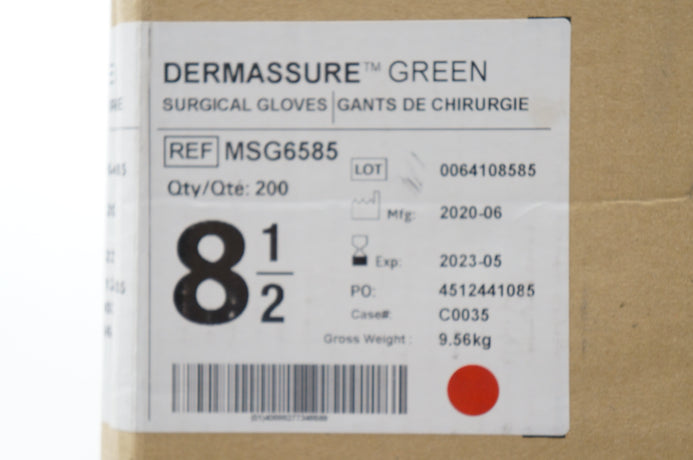 DERMASSURE™ GREEN
SURGICAL GLOVES | GANTS DE CHIRURGIE
REF MSG6585
Qty/Qté: 200
8 1/2
LOT 0064108585
Mfg: 2020-06
Exp: 2023-05
PO: 4512441085
Case#: C0035
Gross Weight : 9.56kg